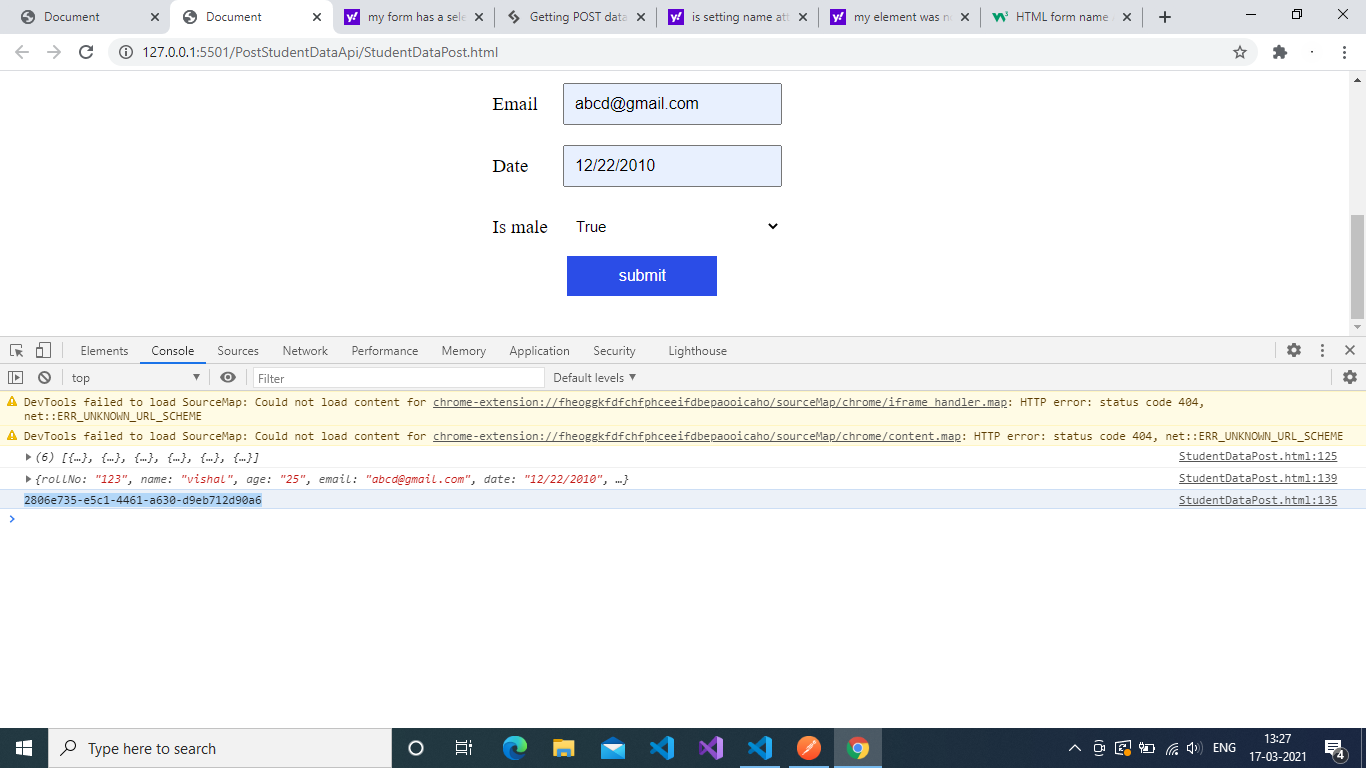 Document
Document
my form has a sele
Getting POST data
is setting name att
my element was no
HTML form name
127.0.0.1:5501/PostStudentDataApi/StudentDataPost.html
Email abcd@gmail.com
Date 12/22/2010
Is male True
submit
Elements Console Sources Network Performance Memory Application Security Lighthouse
top Filter Default levels
DevTools failed to load SourceMap: Could not load content for chrome-extension://fheoggkfdfchfphceeifdbepaooicaho/sourceMap/chrome/iframe_handler.map: HTTP error: status code 404,
net::ERR_UNKNOWN_URL_SCHEME
DevTools failed to load SourceMap: Could not load content for chrome-extension://fheoggkfdfchfphceeifdbepaooicaho/sourceMap/chrome/content.map: HTTP error: status code 404, net::ERR_UNKNOWN_URL_SCHEME
(6) [{…}, {…}, {…}, {…}, {…}, {…}] StudentDataPost.html:125
{rollNo: "123", name: "vishal", age: "25", email: "abcd@gmail.com", date: "12/22/2010", …} StudentDataPost.html:139
2806e735-e5c1-4461-a630-d9eb712d90a6 StudentDataPost.html:135
Type here to search
ENG
13:27
17-03-2021
4